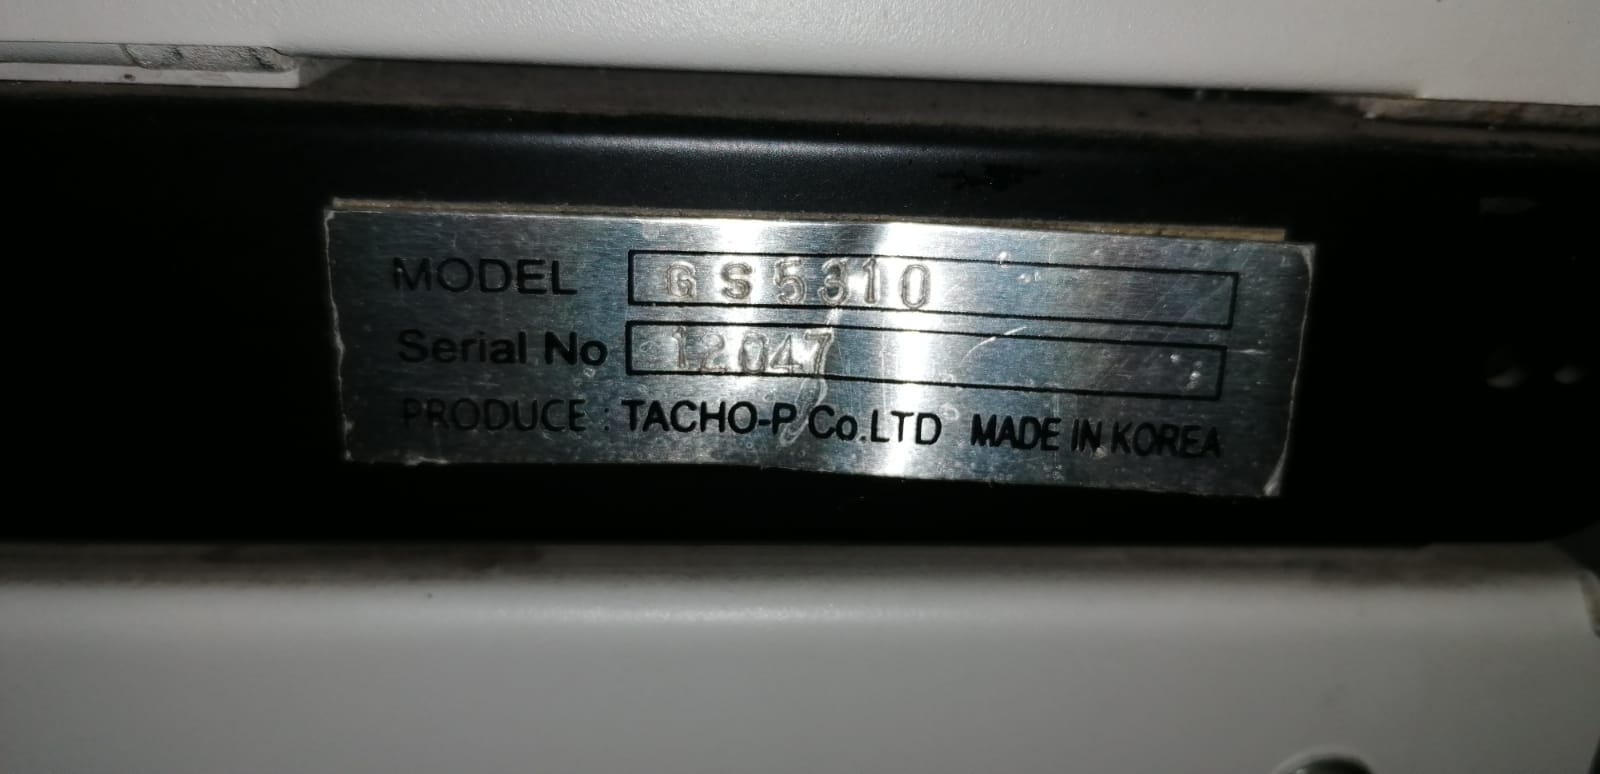 MODEL GS5310
Serial No 12047
PRODUCE : TACHO-P Co.LTD MADE IN KOREA